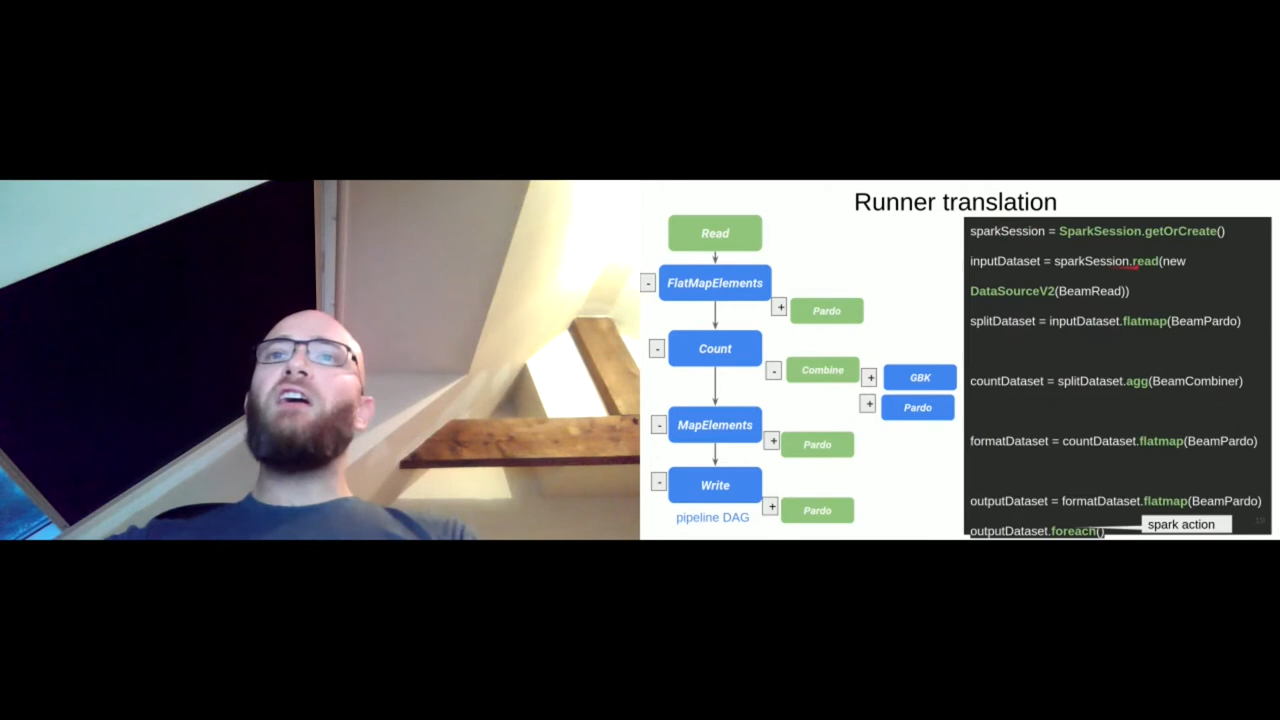 Runner translation
Read
-
FlatMapElements
+
Pardo
-
Count
-
Combine
+
GBK
+
Pardo
-
MapElements
+
Pardo
-
Write
+
Pardo
pipeline DAG
sparkSession = SparkSession.getOrCreate()
inputDataset = sparkSession.read(new
DataSourceV2(BeamRead))
splitDataset = inputDataset.flatmap(BeamPardo)
countDataset = splitDataset.agg(BeamCombiner)
formatDataset = countDataset.flatmap(BeamPardo)
outputDataset = formatDataset.flatmap(BeamPardo)
outputDataset.foreach()
spark action